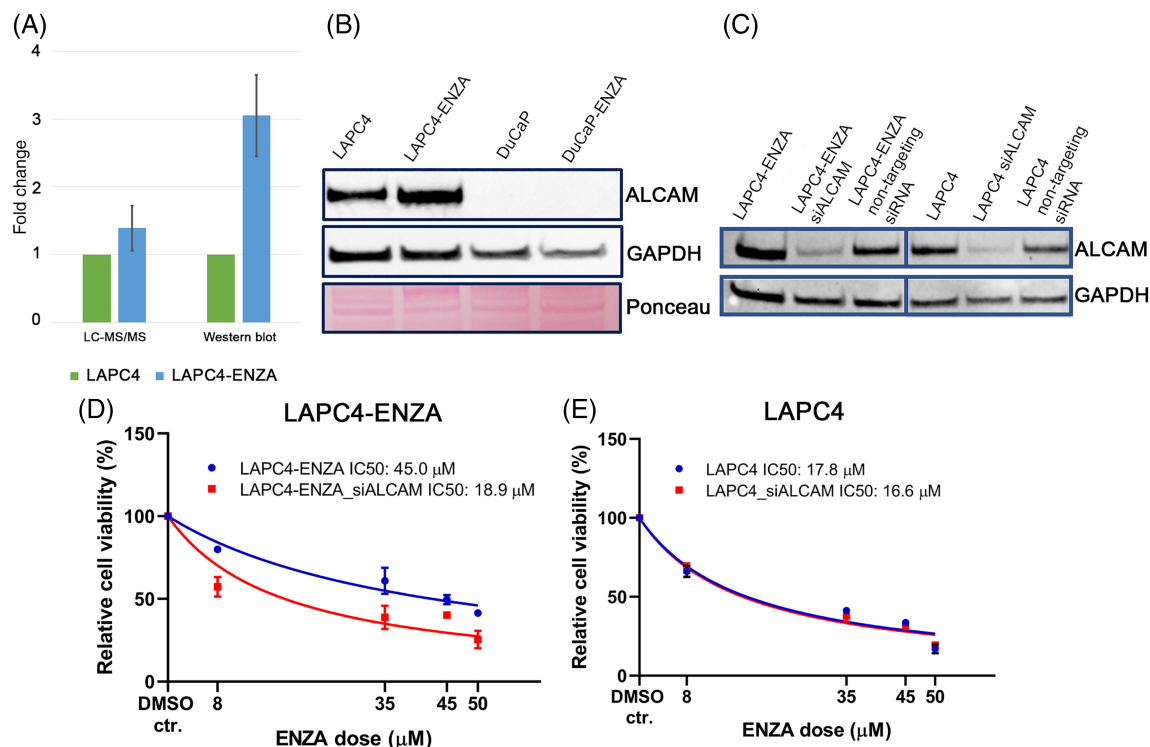 (A)
4
3
2
1
0
Fold change
LC-MS/MS
Western blot
LAPC4
LAPC4-ENZA
(B)
LAPC4
LAPC4-ENZA
DuCaP
DuCaP-ENZA
ALCAM
GAPDH
Ponceau
(C)
LAPC4-ENZA
LAPC4-ENZA
siALCAM
LAPC4-ENZA
non-targeting
siRNA
LAPC4
LAPC4 siALCAM
LAPC4
non-targeting
siRNA
ALCAM
GAPDH
(D)
LAPC4-ENZA
150
100
50
0
Relative cell viability (%)
LAPC4-ENZA IC50: 45.0 μM
LAPC4-ENZA_siALCAM IC50: 18.9 μM
DMSO
ctr.
8
35
45
50
ENZA dose (μM)
(E)
LAPC4
150
100
50
0
Relative cell viability (%)
LAPC4 IC50: 17.8 μM
LAPC4_siALCAM IC50: 16.6 μM
DMSO
ctr.
8
35
45
50
ENZA dose (μM)